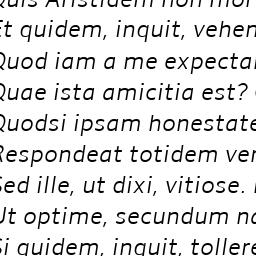 Quis Aristidem non mor
Et quidem, inquit, vehem
Quod iam a me expecta
Quae ista amicitia est?
Quodsi ipsam honestate
Respondeat totidem ver
Sed ille, ut dixi, vitiose.
Ut optime, secundum na
Si quidem, inquit, tollere